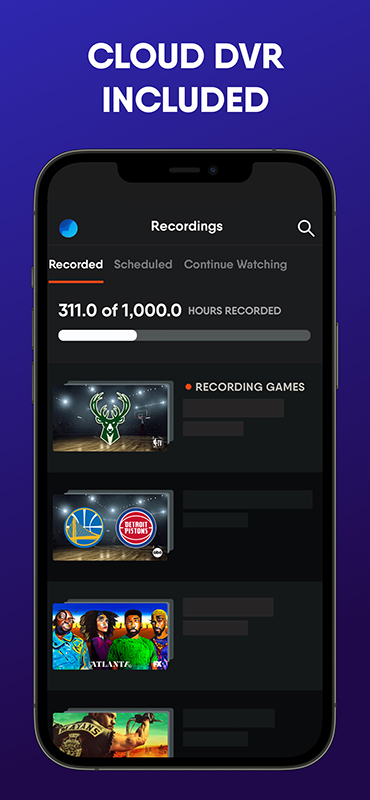 CLOUD DVR
INCLUDED
Recordings
Recorded Scheduled Continue Watching
311.0 of 1,000.0 HOURS RECORDED
RECORDING GAMES
DETROIT
PISTONS
abc
ATLANTA FX
MAYANS